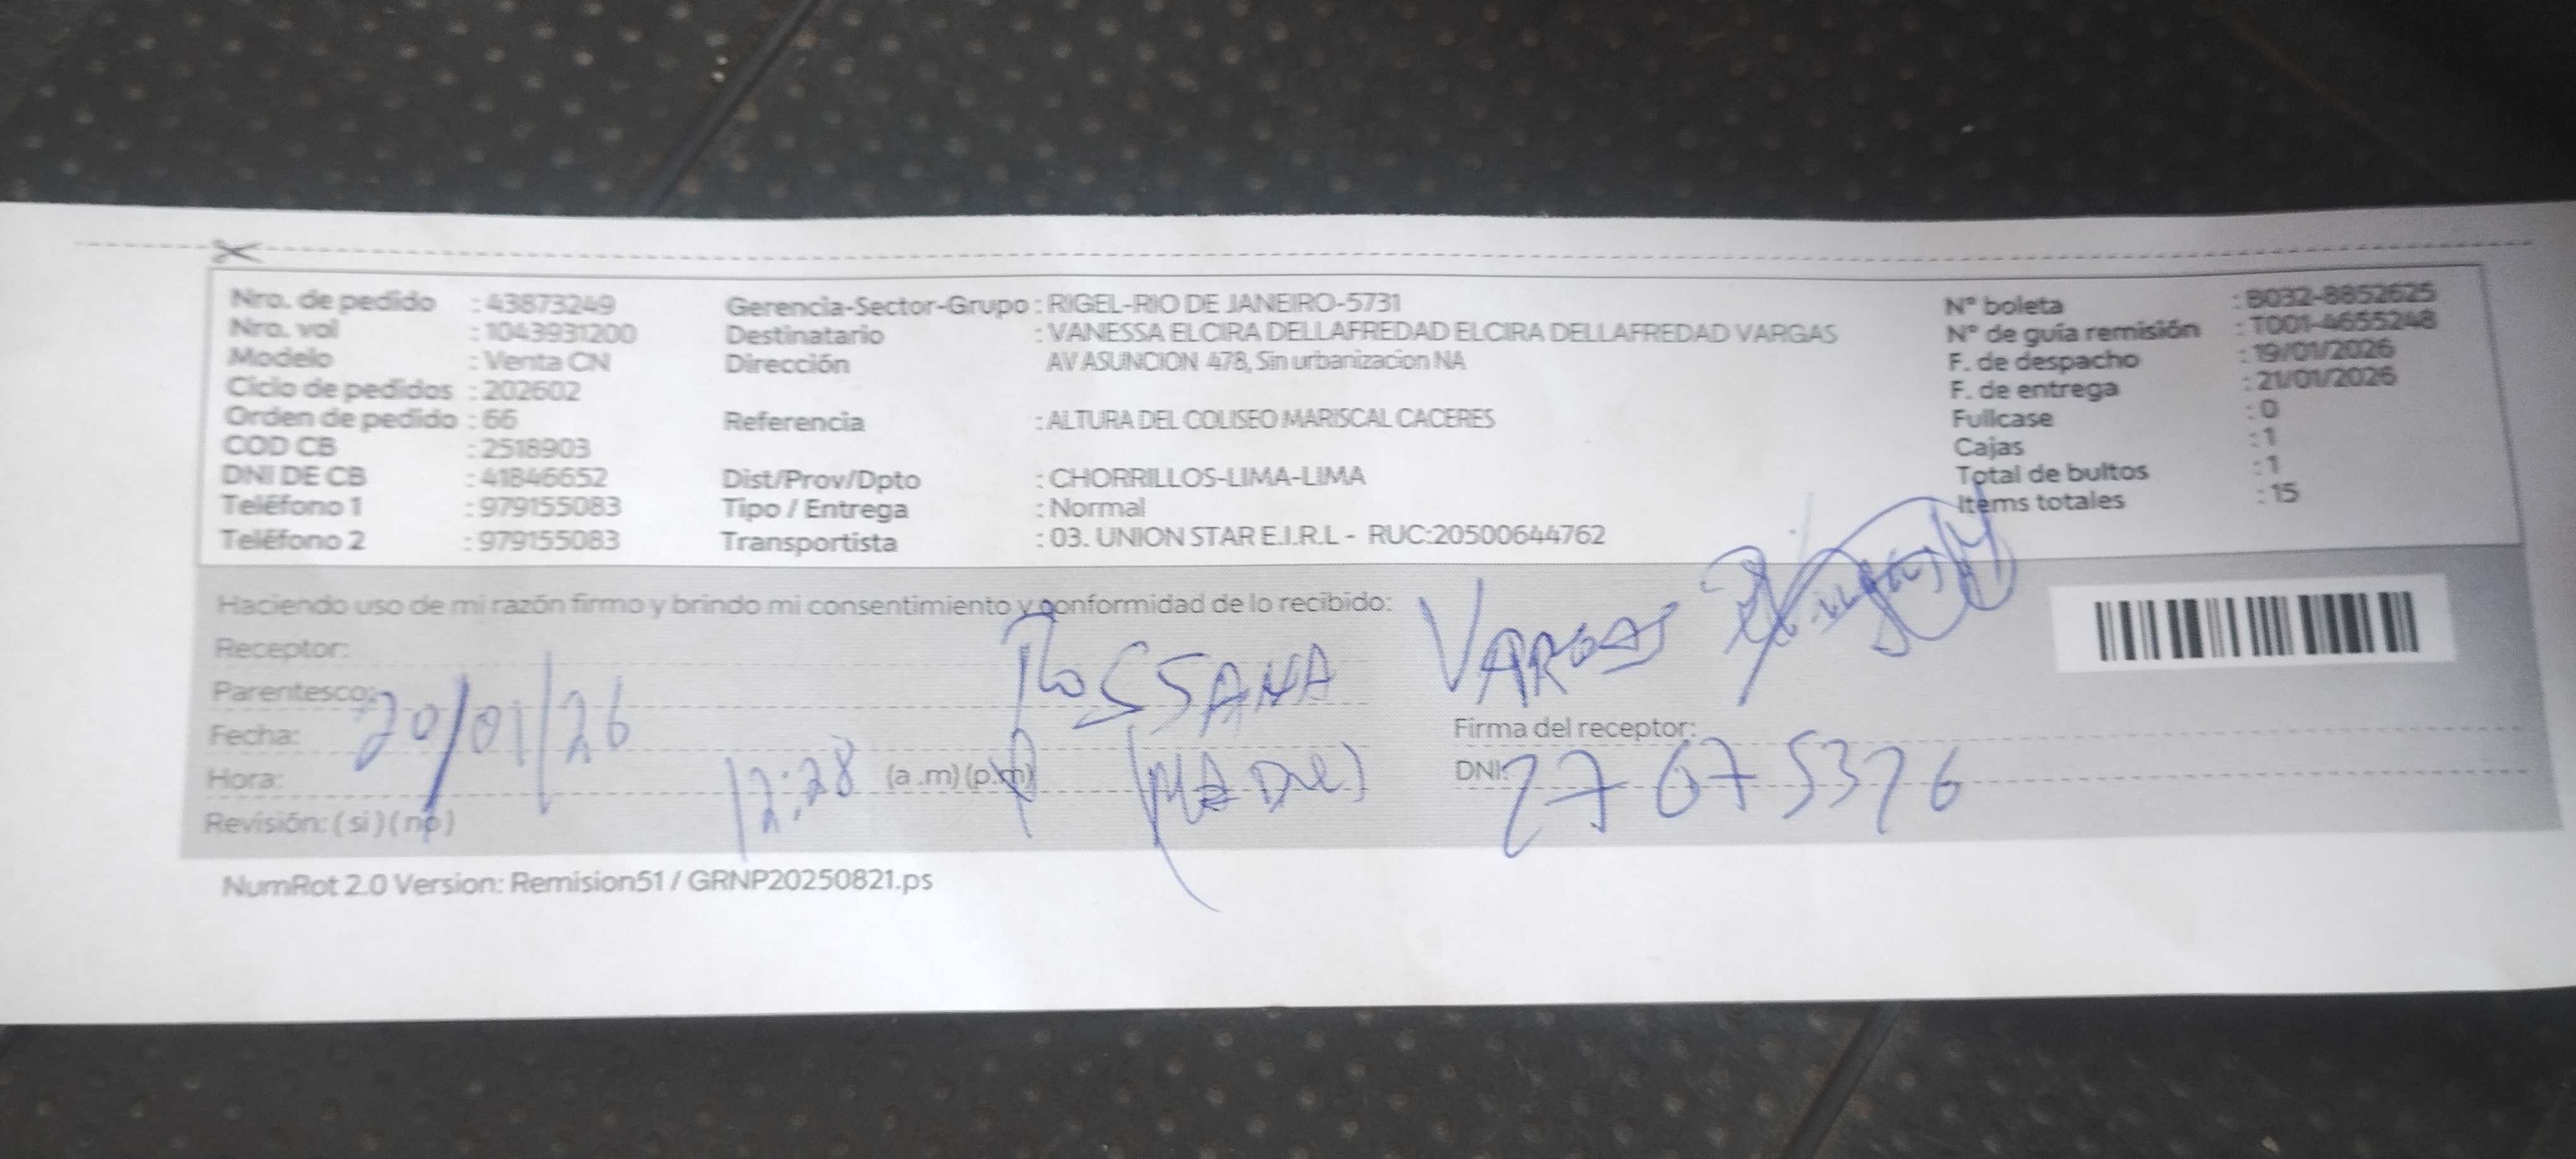 Nro. de pedido : 43873249
Nro. vol : 1043931200
Modelo : Venta CN
Ciclo de pedidos : 202602
Orden de pedido : 66
COD CB : 2518903
DNI DE CB : 41846652
Teléfono 1 : 979155083
Teléfono 2 : 979155083
Gerencia-Sector-Grupo : RIGEL-RIO DE JANEIRO-5731
Destinatario : VANESSA ELCIRA DELLAFREDAD ELCIRA DELLAFREDAD VARGAS
Dirección AV ASUNCION 478, Sin urbanizacion NA
Referencia : ALTURA DEL COLISEO MARISCAL CACERES
Dist/Prov/Dpto : CHORRILLOS-LIMA-LIMA
Tipo / Entrega : Normal
Transportista : 03. UNION STAR E.I.R.L - RUC:20500644762
N° boleta : B032-8852625
N° de guía remisión : T001-4655248
F. de despacho : 19/01/2026
F. de entrega : 21/01/2026
Fullcase : 0
Cajas : 1
Total de bultos : 1
Items totales : 15
Haciendo uso de mi razón firmo y brindo mi consentimiento y conformidad de lo recibido:
Receptor:
ROSSANA VARGAS
Parentesco:
Fecha: 20/01/26
Firma del receptor:
Hora: 12:28 (a .m) (p.m)
DNI:
Revisión: ( si ) ( no )
NumRot 2.0 Version: Remision51 / GRNP20250821.ps